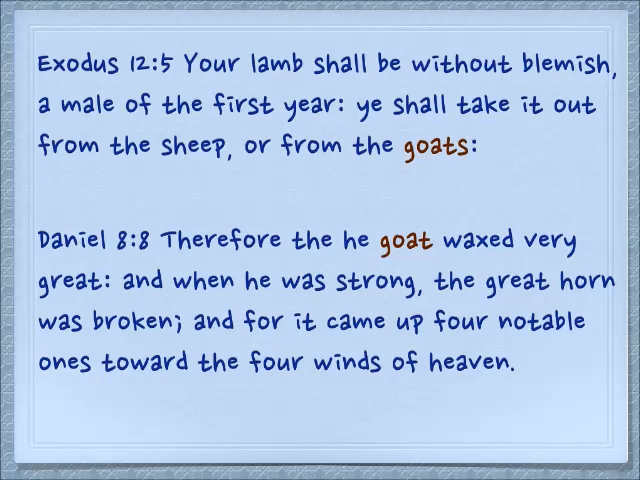 Exodus 12:5 Your lamb shall be without blemish,
a male of the first year: ye shall take it out
from the sheep, or from the goats:
Daniel 8:8 Therefore the he goat waxed very
great: and when he was strong, the great horn
was broken; and for it came up four notable
ones toward the four winds of heaven.